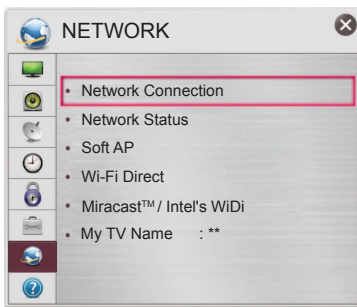 NETWORK
• Network Connection
• Network Status
• Soft AP
• Wi-Fi Direct
• Miracast™ / Intel's WiDi
• My TV Name : **